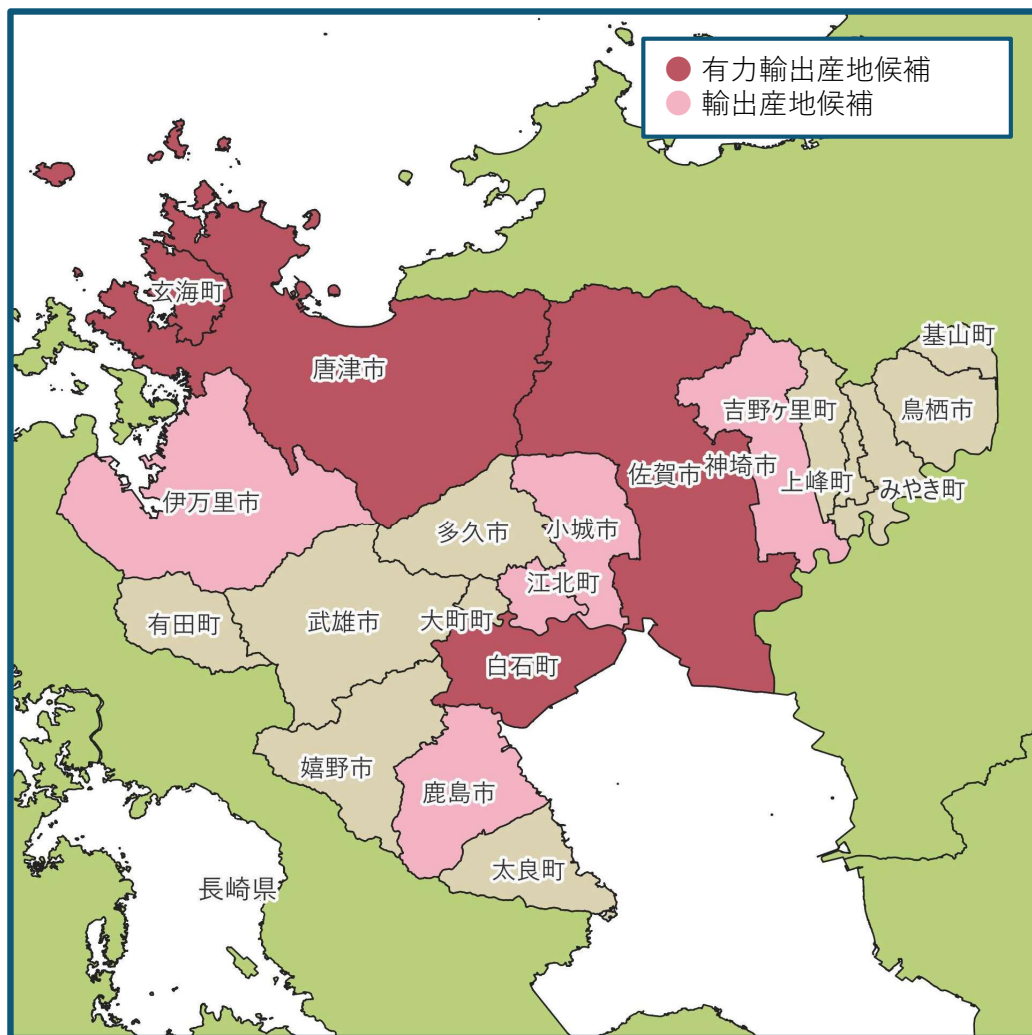 有力輸出産地候補
輸出産地候補
玄海町
唐津市
基山町
鳥栖市
吉野ヶ里町
佐賀市
神埼市
上峰町
みやき町
伊万里市
多久市
小城市
江北町
有田町
武雄市
大町町
白石町
嬉野市
鹿島市
太良町
長崎県